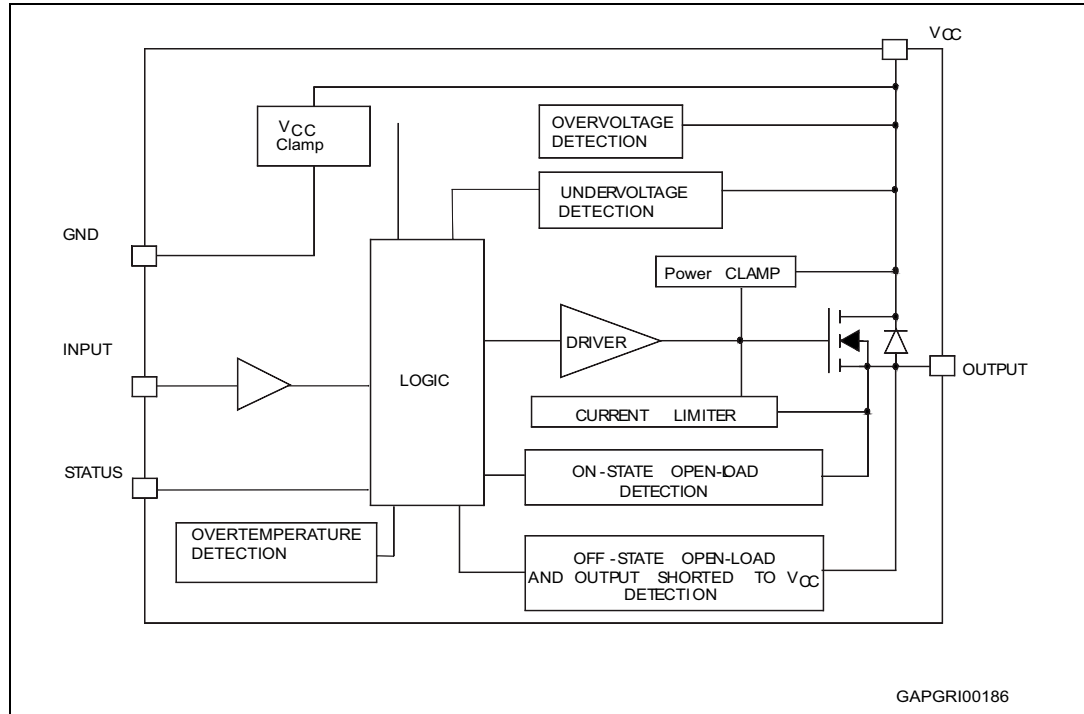 VCC
VCC
Clamp
OVERVOLTAGE
DETECTION
UNDERVOLTAGE
DETECTION
GND
Power CLAMP
INPUT
DRIVER
LOGIC
OUTPUT
CURRENT LIMITER
STATUS
ON-STATE OPEN-LOAD
DETECTION
OVERTEMPERATURE
DETECTION
OFF-STATE OPEN-LOAD
AND OUTPUT SHORTED TO VCC
DETECTION
GAPGRI00186